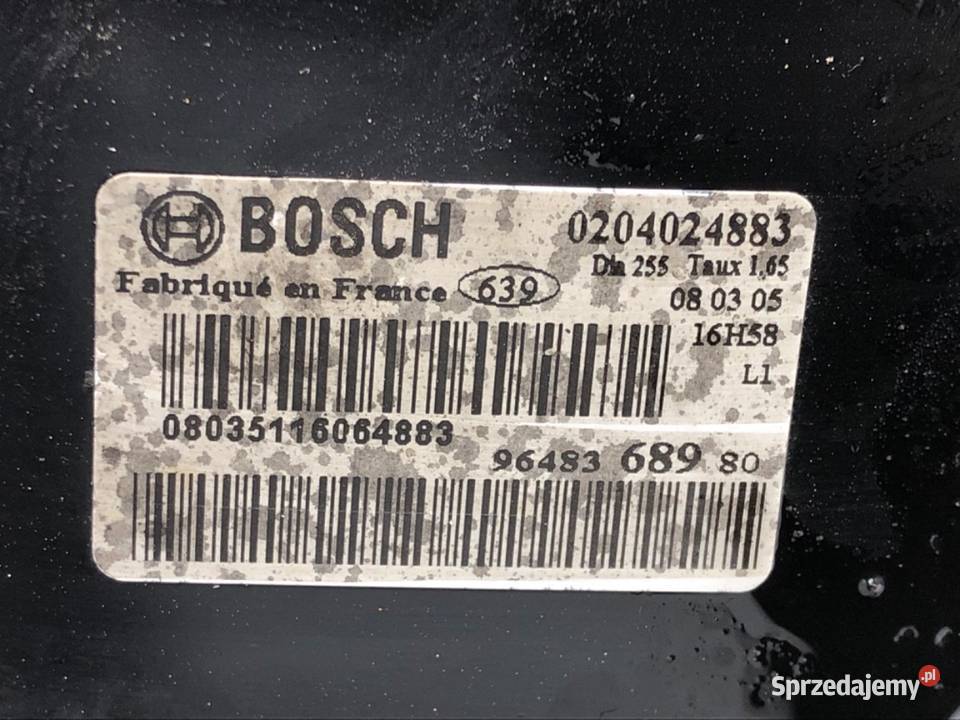 BOSCH 0204024883
Dia 255 Taux 1,65
Fabriqué en France 639
08 03 05
16H58
L1
08035116064883
96483 689 80
Sprzedajemy.pl